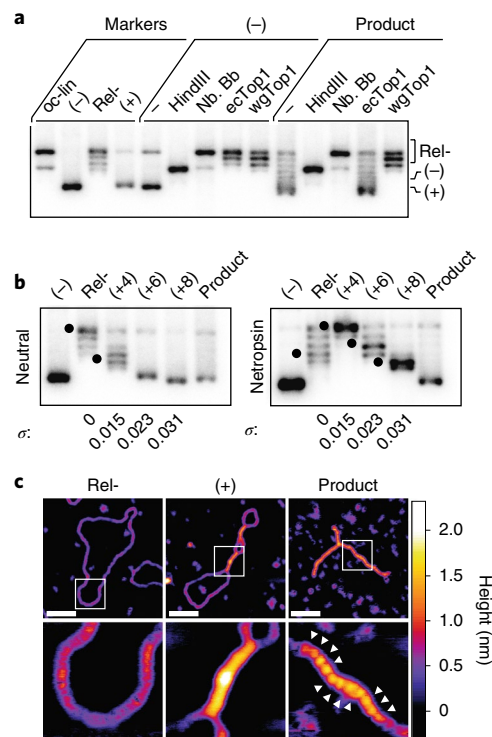 a
Markers (–) Product
oc-lin (-) Rel- (+) – HindIII Nb. Bb ecTop1 wgTop1 – HindIII Nb. Bb ecTop1 wgTop1
Rel-
(–)
(+)
b
(–) Rel- (+4) (+6) (+8) Product
Neutral
σ: 0 0.015 0.023 0.031
(–) Rel- (+4) (+6) (+8) Product
Netropsin
σ: 0 0.015 0.023 0.031
c
Rel- (+) Product
2.0
1.5
1.0
0.5
0
Height (nm)